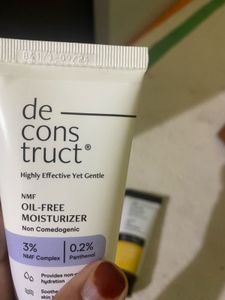 de
cons
truct®
Highly Effective Yet Gentle
NMF
OIL-FREE
MOISTURIZER
Non Comedogenic
3%
NMF Complex
0.2%
Panthenol
Provides non-
hydration
Soothe
skin